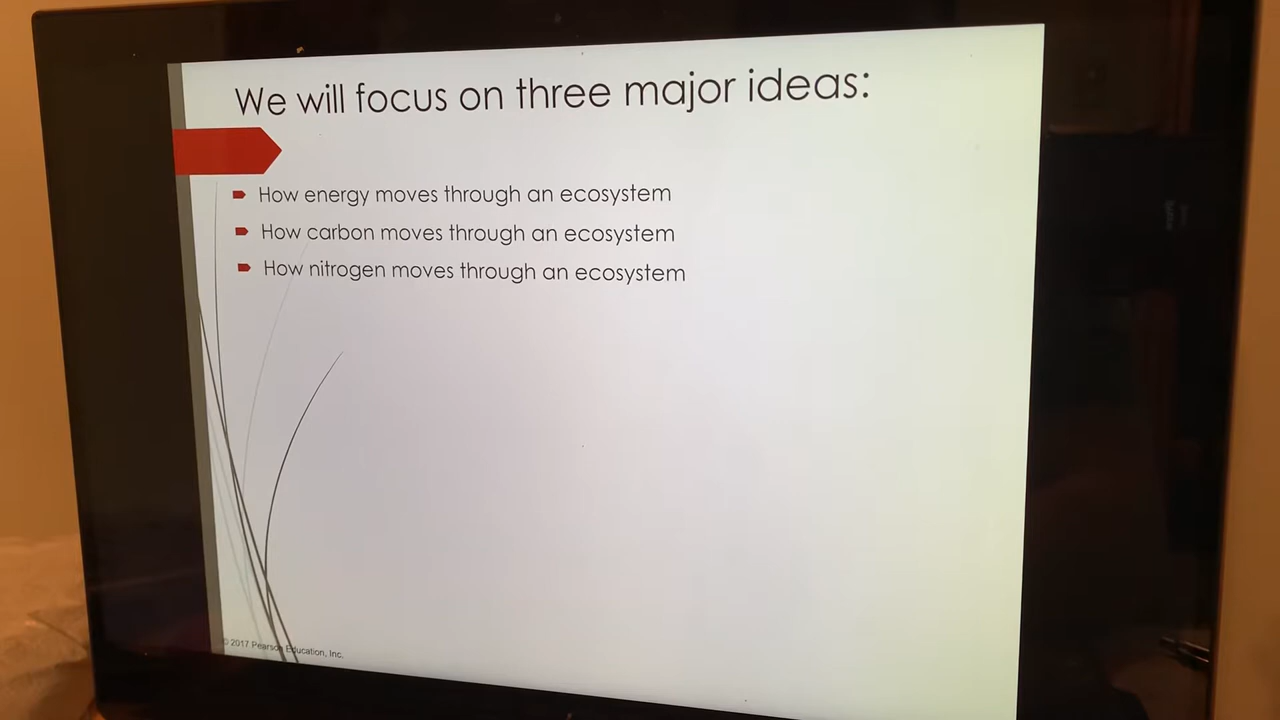 We will focus on three major ideas:
How energy moves through an ecosystem
How carbon moves through an ecosystem
How nitrogen moves through an ecosystem
© 2017 Pearson Education, Inc.